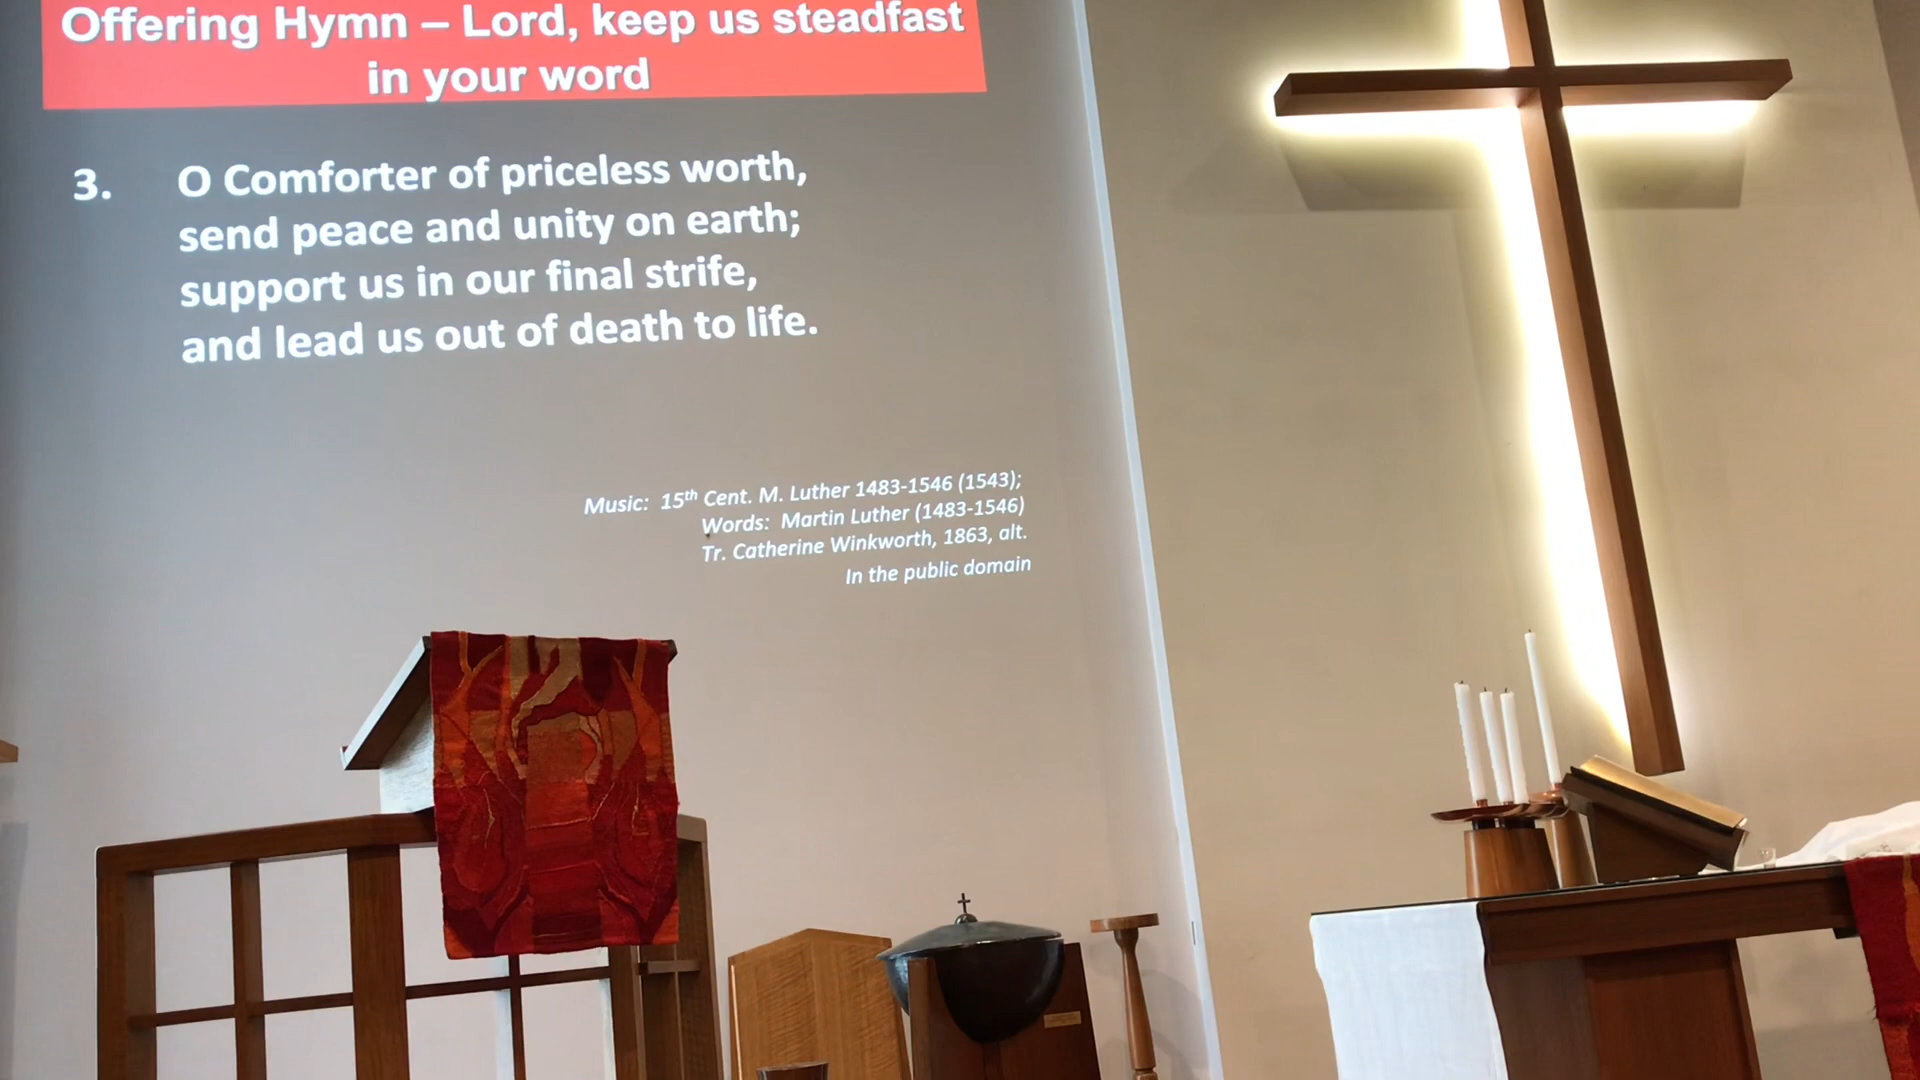 Offering Hymn – Lord, keep us steadfast
in your word
3. O Comforter of priceless worth,
send peace and unity on earth;
support us in our final strife,
and lead us out of death to life.
Music: 15th Cent. M. Luther 1483-1546 (1543);
Words: Martin Luther (1483-1546)
Tr. Catherine Winkworth, 1863, alt.
In the public domain